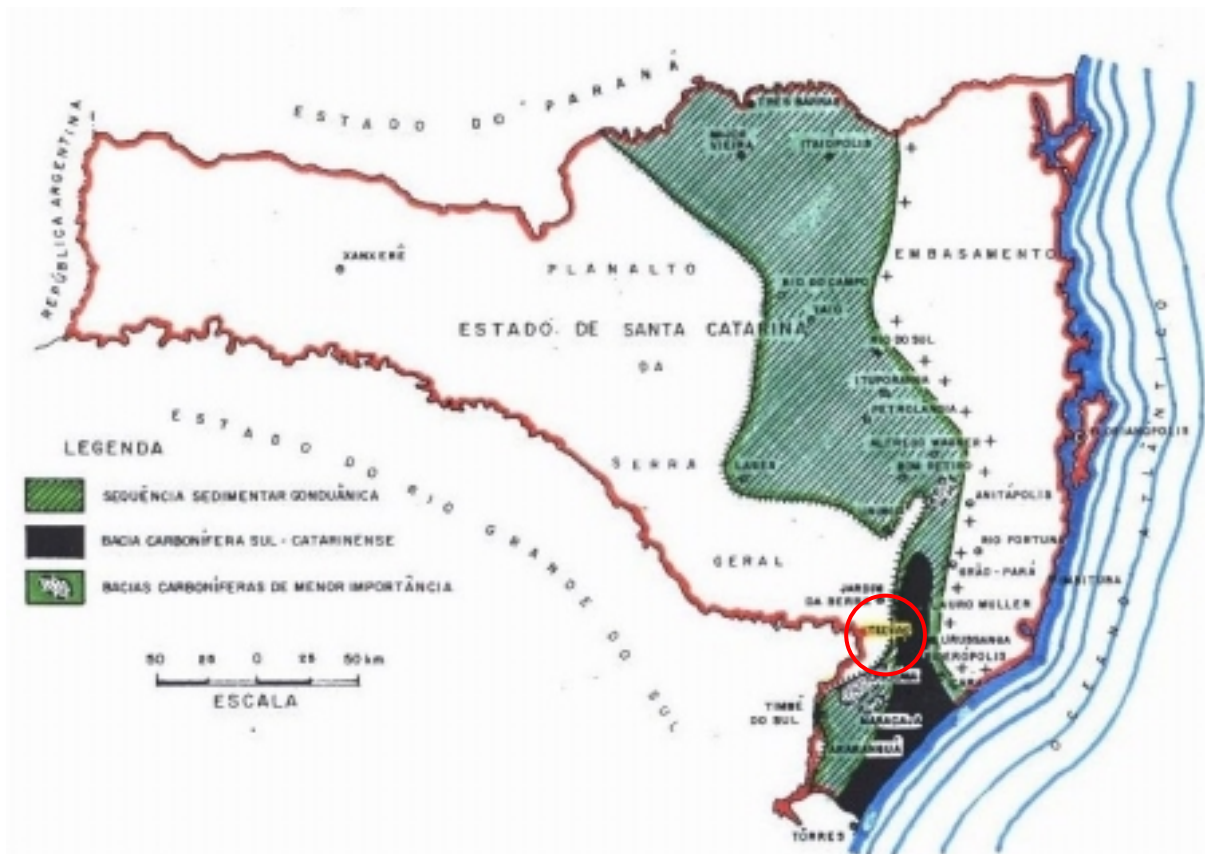 ESTADO DO PARANÁ
REPÚBLICA ARGENTINA
TRÊS BARRAS
MAJOR
VIEIRA
ITAIÓPOLIS
XANXERÊ
PLANALTO
EMBASAMENTO
RIO DO CAMPO
TAIÓ
ESTADO DE SANTA CATARINA
RIO DO SUL
DA
ITUPORANGA
PETROLANDIA
ALFREDO WAGNER
FLORIANÓPOLIS
OCEANO ATLÂNTICO
ESTADO DO RIO GRANDE DO SUL
SERRA
LAGES
BOM RETIRO
ANITÁPOLIS
LEGENDA
SEQUÊNCIA SEDIMENTAR GONDUÂNICA
BACIA CARBONÍFERA SUL - CATARINENSE
BACIAS CARBONÍFERAS DE MENOR IMPORTÂNCIA
RIO FORTUNA
GERAL
GRÃO-PARÁ
JARDIM
DA SERRA
LAURO MULLER
URUSSANGA
50 25 0 25 50 km
ESCALA
TIMBÉ
DO SUL
MARACAJÁ
ARARANGUÁ
TÔRRES